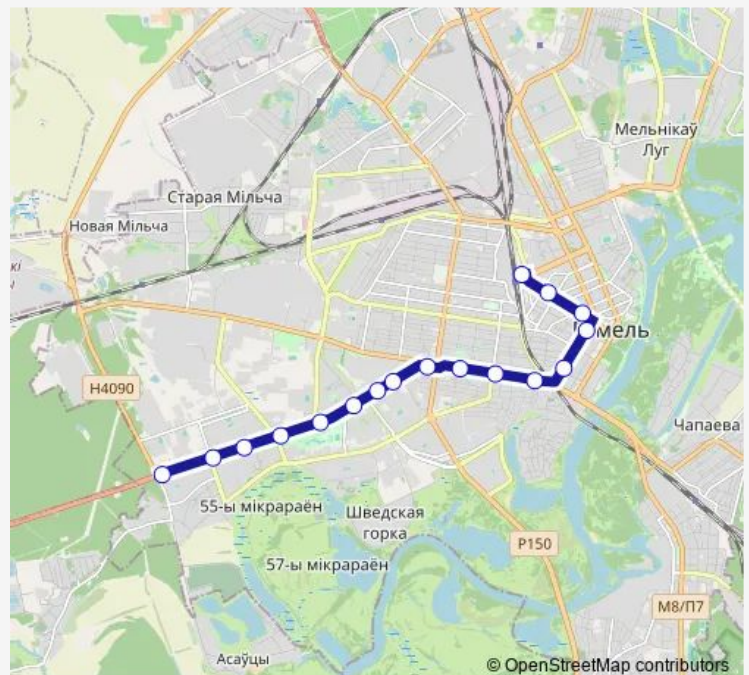 Мельнікаў
Луг
Старая Мільча
Новая Мільча
мель
Н4090
Чапаева
55-ы мікрараён
Шведская
горка
Р150
57-ы мікрараён
М8/П7
Асаўцы
© OpenStreetMap contributors